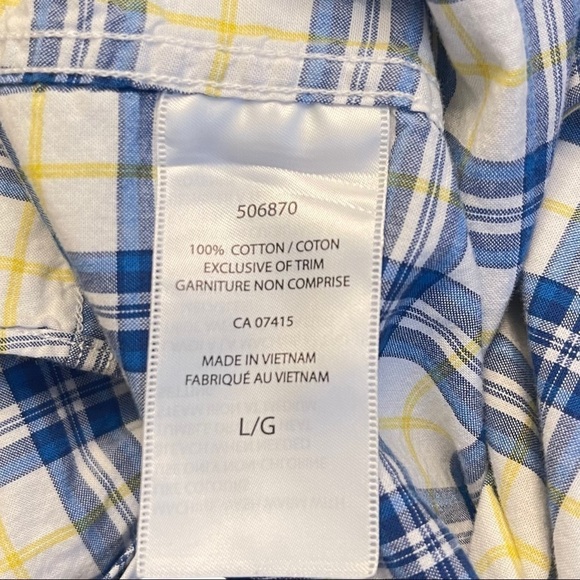 506870
100% COTTON / COTON
EXCLUSIVE OF TRIM
GARNITURE NON COMPRISE
CA 07415
MADE IN VIETNAM
FABRIQUÉ AU VIETNAM
L/G